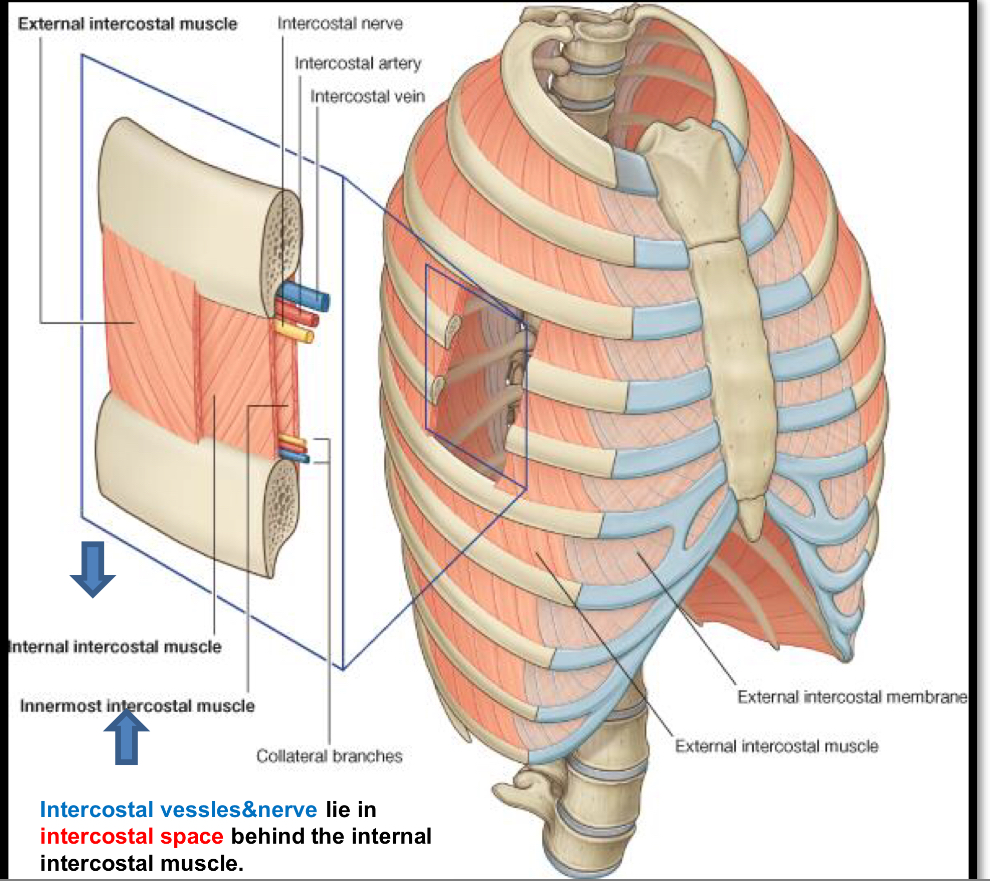 External intercostal muscle
Intercostal nerve
Intercostal artery
Intercostal vein
Internal intercostal muscle
Innermost intercostal muscle
Collateral branches
External intercostal membrane
External intercostal muscle
Intercostal vessles&nerve lie in
intercostal space behind the internal
intercostal muscle.